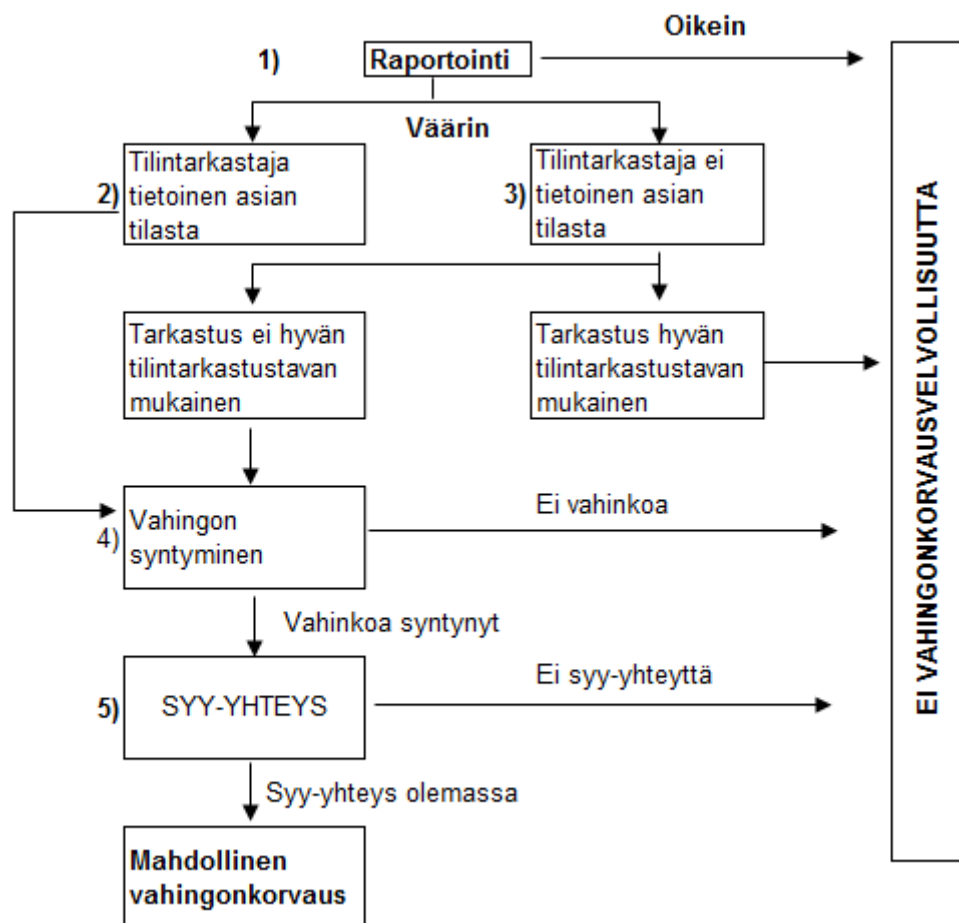 Oikein
1) Raportointi
Väärin
2) Tilintarkastaja
tietoinen asian
tilasta
3) Tilintarkastaja ei
tietoinen asian
tilasta
Tarkastus ei hyvän
tilintarkastustavan
mukainen
Tarkastus hyvän
tilintarkastustavan
mukainen
4) Vahingon
syntyminen
Ei vahinkoa
Vahinkoa syntynyt
5) SYY-YHTEYS
Ei syy-yhteyttä
Syy-yhteys olemassa
Mahdollinen
vahingonkorvaus
EI VAHINGONKORVAUSVELVOLLISUUTTA